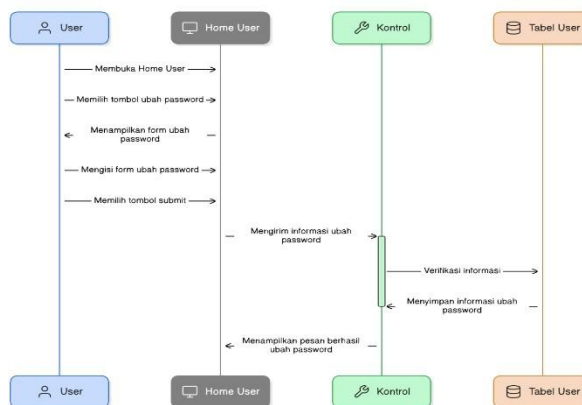 User
Home User
Kontrol
Tabel User
Membuka Home User
Memilih tombol ubah password
Menampilkan form ubah
password
Mengisi form ubah password
Memilih tombol submit
Mengirim informasi ubah
password
Verifikasi informasi
Menyimpan informasi ubah
password
Menampilkan pesan berhasil
ubah password
User
Home User
Kontrol
Tabel User